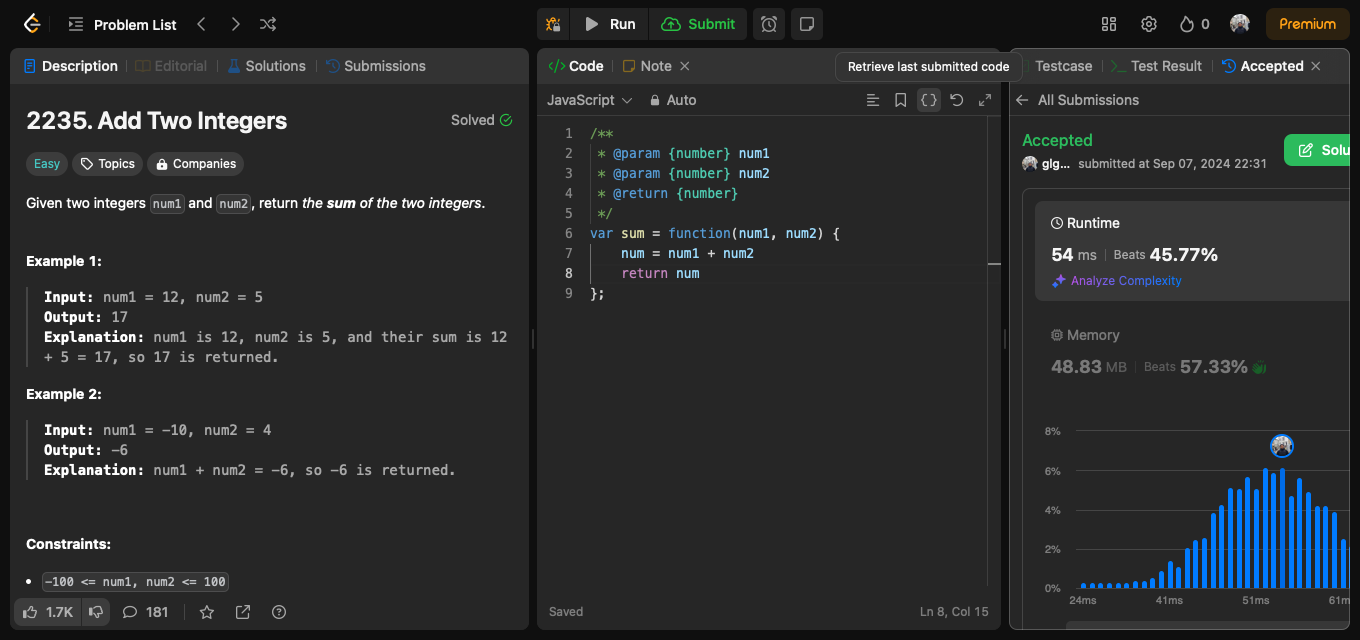 Problem List
Run
Submit
0
Premium
Description
Editorial
Solutions
Submissions
2235. Add Two Integers
Solved
Easy
Topics
Companies
Given two integers num1 and num2, return the sum of the two integers.
Example 1:
Input: num1 = 12, num2 = 5
Output: 17
Explanation: num1 is 12, num2 is 5, and their sum is 12
+ 5 = 17, so 17 is returned.
Example 2:
Input: num1 = -10, num2 = 4
Output: -6
Explanation: num1 + num2 = -6, so -6 is returned.
Constraints:
-100 <= num1, num2 <= 100
1.7K
181
</> Code
Note
Retrieve last submitted code
JavaScript
Auto
{}
1 /**
2 * @param {number} num1
3 * @param {number} num2
4 * @return {number}
5 */
6 var sum = function(num1, num2) {
7 num = num1 + num2
8 return num
9 };
Saved
Ln 8, Col 15
Testcase
>_ Test Result
Accepted
All Submissions
Accepted
glg... submitted at Sep 07, 2024 22:31
Solu
Runtime
54 ms
Beats 45.77%
Analyze Complexity
Memory
48.83 MB
Beats 57.33%
8%
6%
4%
2%
0%
24ms
41ms
51ms
61m